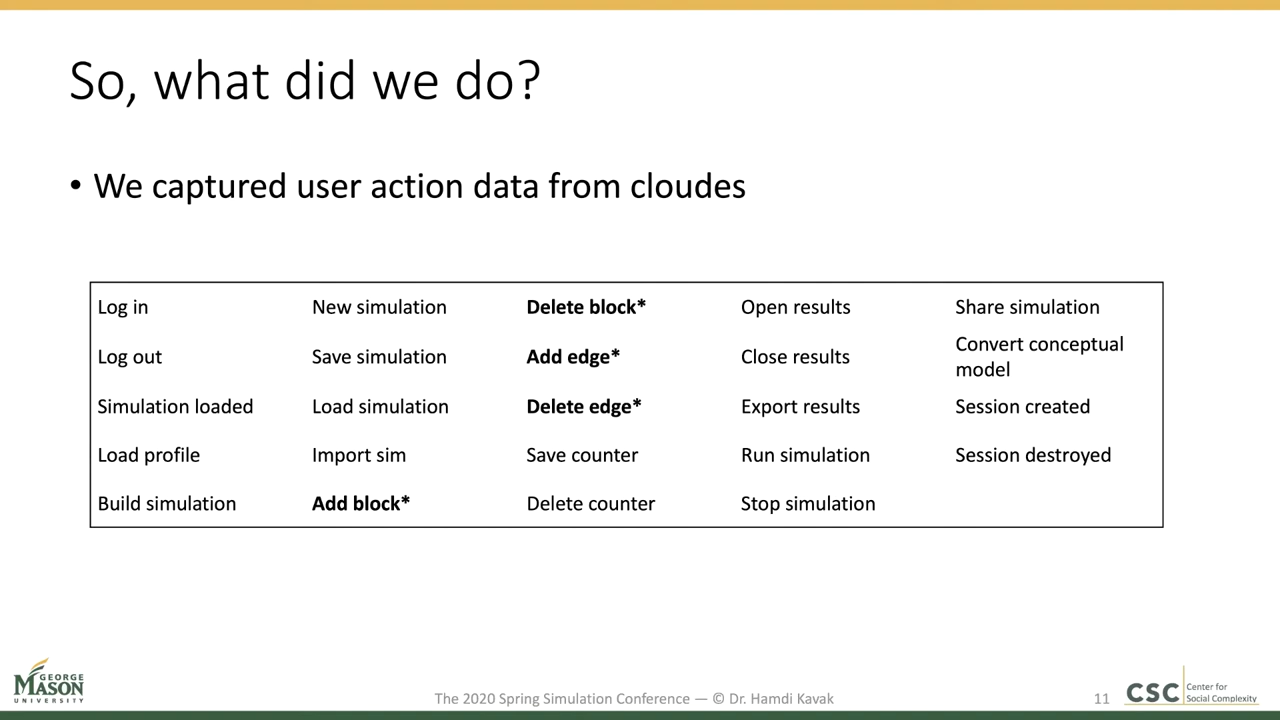 So, what did we do?
• We captured user action data from cloudes
Log in New simulation Delete block* Open results Share simulation
Log out Save simulation Add edge* Close results Convert conceptual model
Simulation loaded Load simulation Delete edge* Export results Session created
Load profile Import sim Save counter Run simulation Session destroyed
Build simulation Add block* Delete counter Stop simulation
GEORGE
MASON
UNIVERSITY
The 2020 Spring Simulation Conference — © Dr. Hamdi Kavak
11
CSC
Center for
Social Complexity